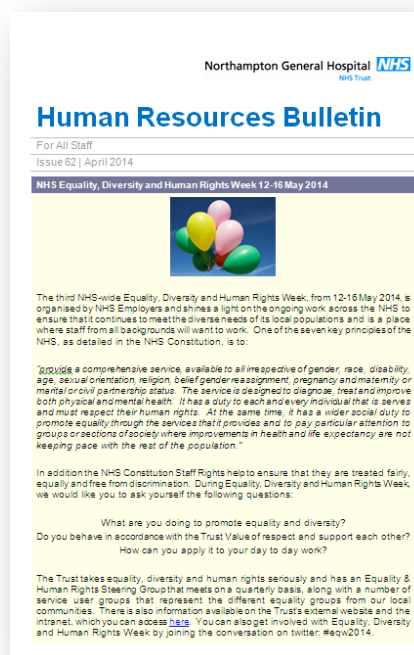 Northampton General Hospital NHS
NHS Trust
Human Resources Bulletin
For All Staff
Issue 62 | April 2014
NHS Equality, Diversity and Human Rights Week 12-16 May 2014
The third NHS-wide Equality, Diversity and Human Rights Week, from 12-16 May 2014, is
organised by NHS Employers and shines a light on the ongoing work across the NHS to
ensure that it continues to meet the diverse needs of its local populations and is a place
where staff from all backgrounds will want to work. One of the seven key principles of the
NHS, as detailed in the NHS Constitution, is to:
"provide a comprehensive service, available to all irrespective of gender, race, disability,
age, sexual orientation, religion, belief gender reassignment, pregnancy and maternity or
marital or civil partnership status. The service is designed to diagnose, treat and improve
both physical and mental health. It has a duty to each and every individual that is serves
and must respect their human rights. At the same time, it has a wider social duty to
promote equality through the services that it provides and to pay particular attention to
groups or sections of society where improvements in health and life expectancy are not
keeping pace with the rest of the population."
In addition the NHS Constitution Staff Rights help to ensure that they are treated fairly,
equally and free from discrimination. During Equality, Diversity and Human Rights Week,
we would like you to ask yourself the following questions:
What are you doing to promote equality and diversity?
Do you behave in accordance with the Trust Value of respect and support each other?
How can you apply it to your day to day work?
The Trust takes equality, diversity and human rights seriously and has an Equality &
Human Rights Steering Group that meets on a quarterly basis, along with a number of
service user groups that represent the different equality groups from our local
communities. There is also information available on the Trust's external website and the
intranet, which you can access here. You can also get involved with Equality, Diversity
and Human Rights Week by joining the conversation on twitter: #eqw2014.